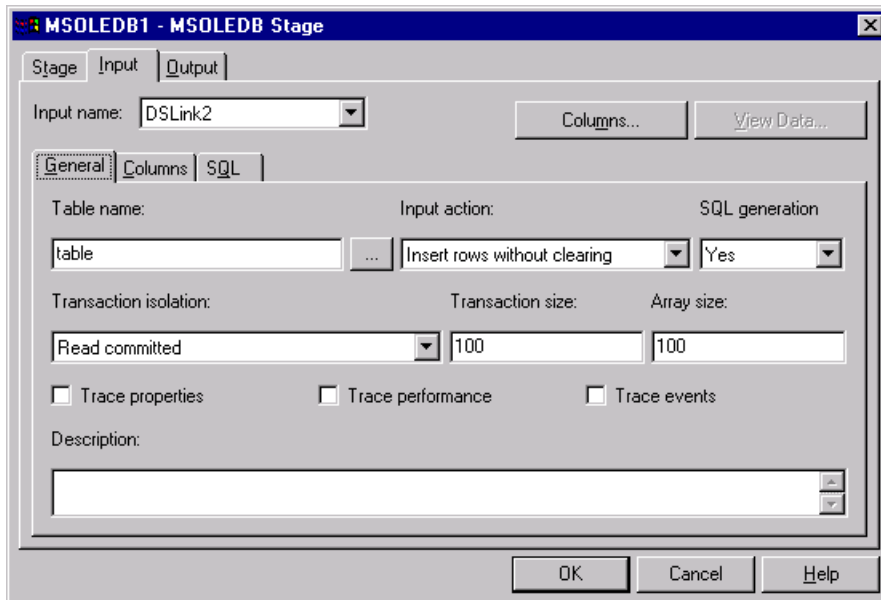 MSOLEDB1 - MSOLEDB Stage
Stage Input Output
Input name: DSLink2 Columns... View Data...
General Columns SQL
Table name: Input action: SQL generation
table ... Insert rows without clearing Yes
Transaction isolation: Transaction size: Array size:
Read committed 100 100
Trace properties Trace performance Trace events
Description:
OK Cancel Help